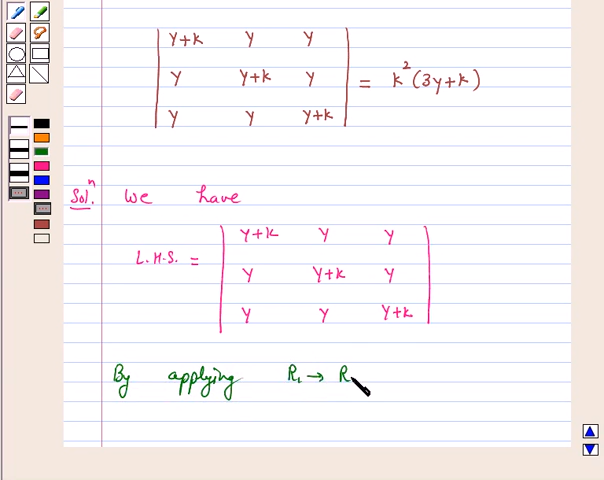 | y+k y y |
| y y+k y | = k²(3y+k)
| y y y+k |
Solⁿ. We have
| y+k y y |
L.H.S. = | y y+k y |
| y y y+k |
By applying R₁ → R